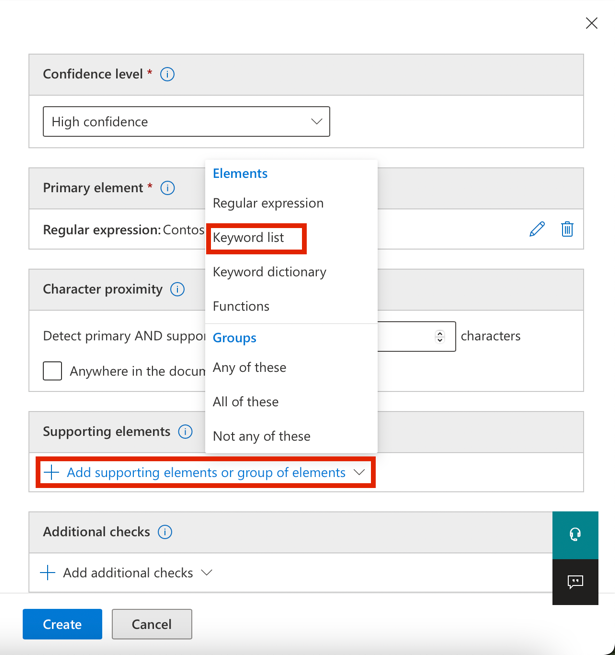 Confidence level *
High confidence
Primary element *
Regular expression: Contos
Elements
Regular expression
Keyword list
Keyword dictionary
Functions
Groups
Any of these
All of these
Not any of these
Character proximity
Detect primary AND suppo
characters
Anywhere in the docum
Supporting elements
Add supporting elements or group of elements
Additional checks
Add additional checks
Create
Cancel